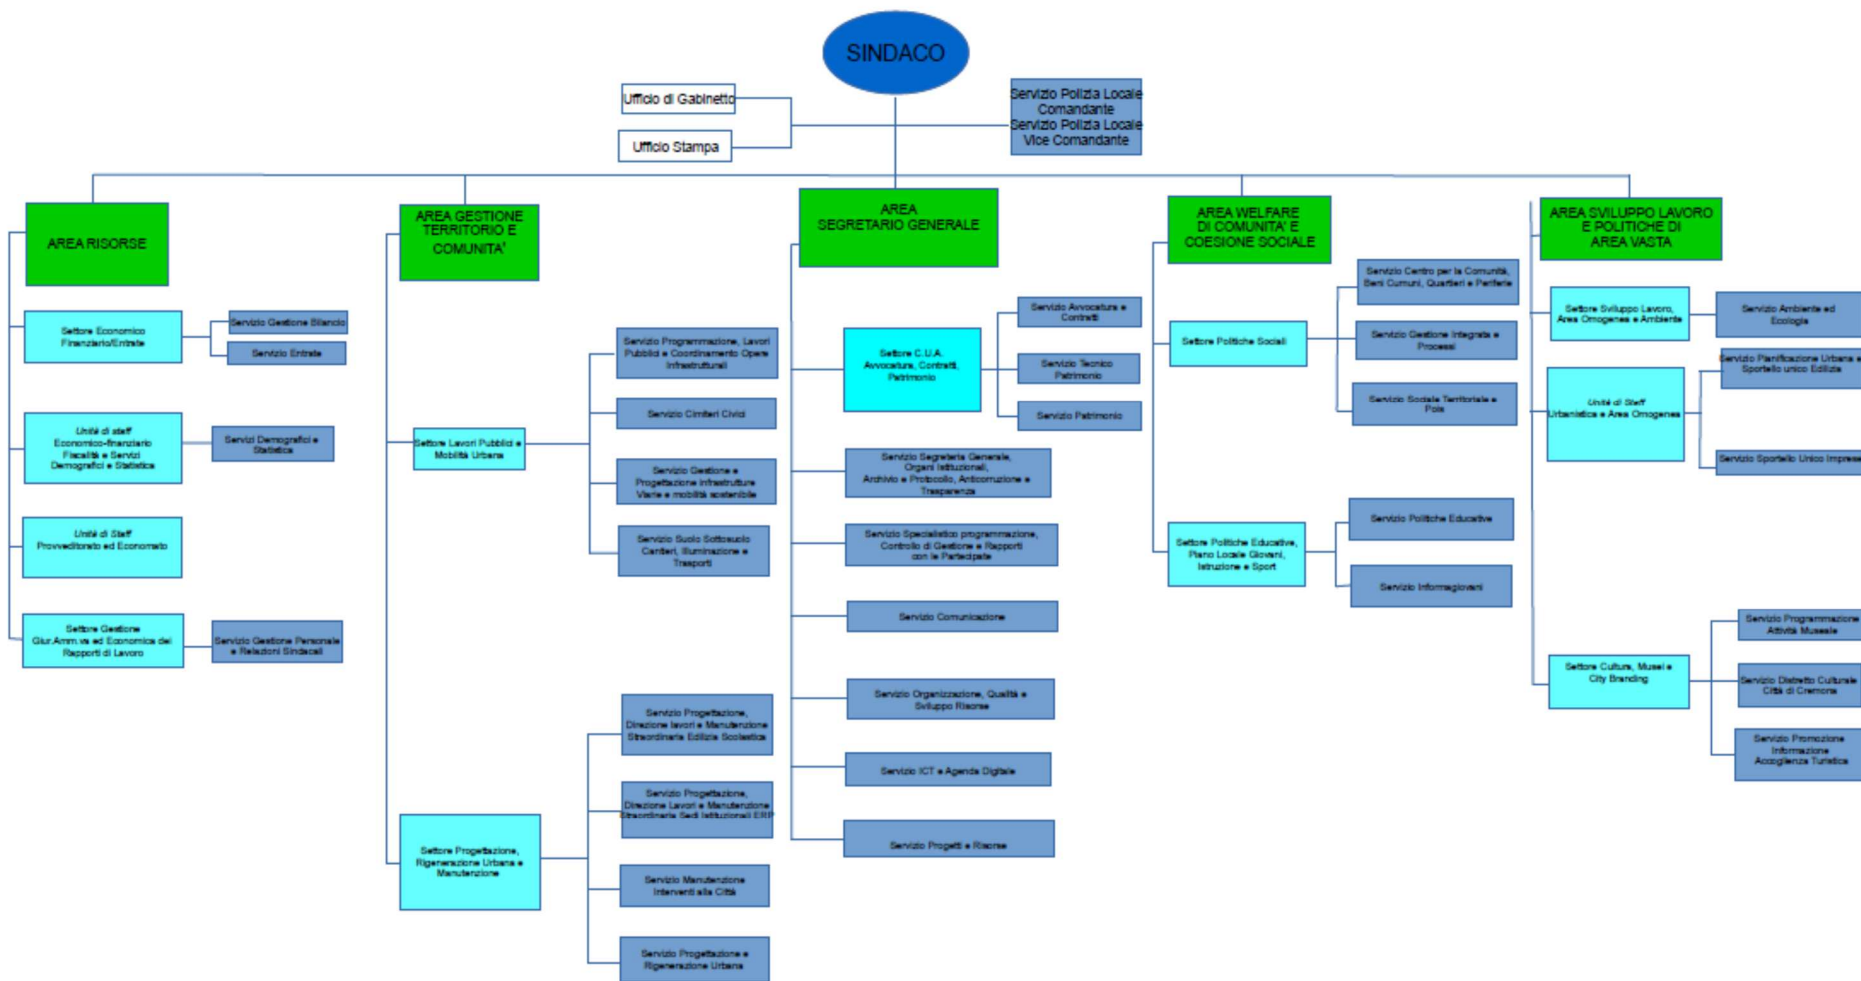 SINDACO
Ufficio di Gabinetto
Ufficio Stampa
Servizio Polizia Locale
Comandante
Servizio Polizia Locale
Vice Comandante
AREA RISORSE
Settore Economico
Finanziario/Entrate
Servizio Gestione Bilancio
Servizio Entrate
Unité di staff
Economico-finanziario
Fiscalità e Servizi
Demografici e Statistica
Servizi Demografici e
Statistica
Unité di Staff
Provveditorato ed Economato
Settore Gestione
Giur.Amm.va ed Economica dei
Rapporti di Lavoro
Servizio Gestione Personale
e Relazioni Sindacali
AREA GESTIONE
TERRITORIO E
COMUNITA'
Settore Lavori Pubblici e
Mobilità Urbana
Servizio Programmazione, Lavori
Pubblici e Coordinamento Opere
Infrastrutturali
Servizio Cimiteri Civici
Servizio Gestione e
Progettazione Infrastrutture
Viarie e mobilità sostenibile
Servizio Suolo Sottosuolo
Cantieri, Illuminazione e
Trasporti
Settore Progettazione,
Rigenerazione Urbana e
Manutenzione
Servizio Progettazione,
Direzione lavori e Manutenzione
Straordinaria Edilizia Scolastica
Servizio Progettazione,
Direzione Lavori e Manutenzione
Straordinaria Sedi Istituzionali ERP
Servizio Manutenzione
Interventi alla Città
Servizio Progettazione e
Rigenerazione Urbana
AREA
SEGRETARIO GENERALE
Settore C.U.A.
Avvocatura, Contratti,
Patrimonio
Servizio Avvocatura e
Contratti
Servizio Tecnico
Patrimonio
Servizio Patrimonio
Servizio Segreteria Generale,
Organi Istituzionali,
Archivio e Protocollo, Anticorruzione e
Trasparenza
Servizio Specialistico programmazione,
Controllo di Gestione e Rapporti
con le Partecipate
Servizio Comunicazione
Servizio Organizzazione, Qualità e
Sviluppo Risorse
Servizio ICT e Agenda Digitale
Servizio Progetti e Risorse
AREA WELFARE
DI COMUNITA' E
COESIONE SOCIALE
Settore Politiche Sociali
Servizio Centro per la Comunità,
Beni Cumuni, Quartieri e Periferie
Servizio Gestione Integrata e
Processi
Servizio Sociale Territoriale e
Pois
Settore Politiche Educative,
Piano Locale Giovani,
Istruzione e Sport
Servizio Politiche Educative
Servizio Informagiovani
AREA SVILUPPO LAVORO
E POLITICHE DI
AREA VASTA
Settore Sviluppo Lavoro,
Area Omogenea e Ambiente
Servizio Ambiente ed
Ecologia
Unité di Staff
Urbanistica e Area Omogenea
Servizio Pianificazione Urbana e
Sportello unico Edilizia
Servizio Sportello Unico Imprese
Settore Cultura, Musei e
City Branding
Servizio Programmazione
Attività Museale
Servizio Distretto Culturale
Città di Cremona
Servizio Promozione
Informazione
Accoglienza Turistica